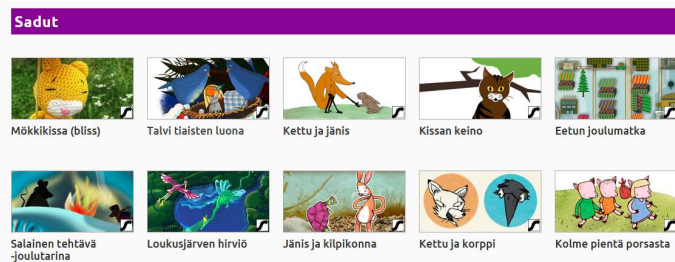 Sadut
Mökkikissa (bliss)
Talvi tiaisten luona
Kettu ja jänis
Kissan keino
Eetun joulumatka
Salainen tehtävä
-joulutarina
Loukusjärven hirviö
Jänis ja kilpikonna
Kettu ja korppi
Kolme pientä porsasta